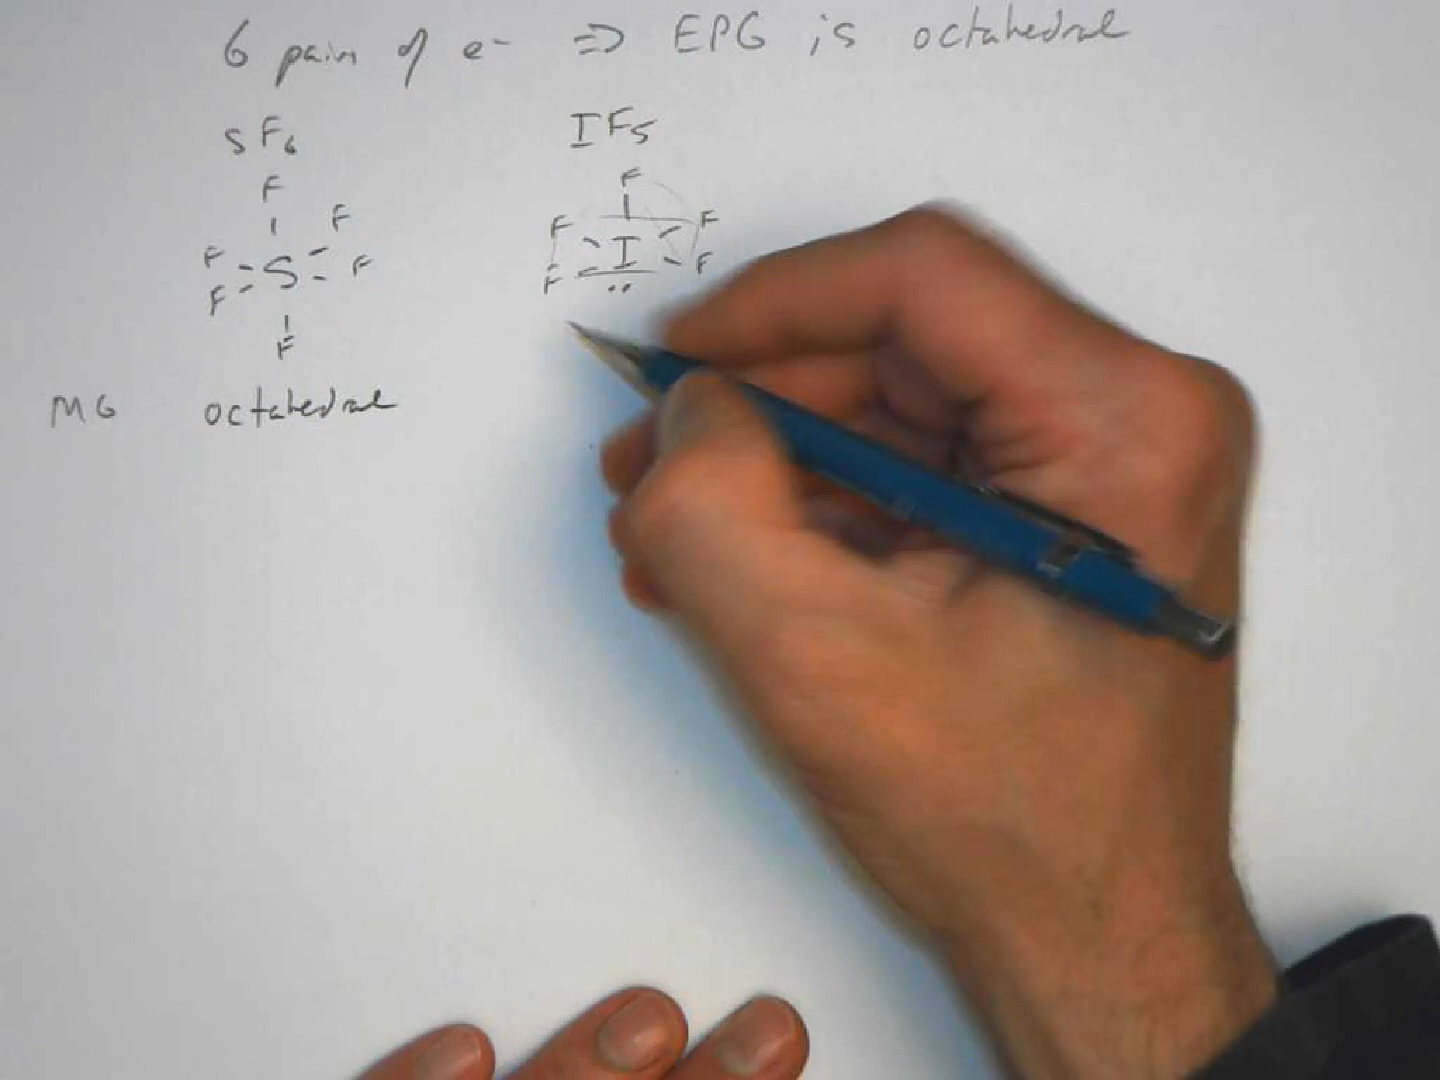 6 pairs of e- => EPG is octahedral
SF6 IF5
F F
F F F
F S F I
F F F
F
MG octahedral